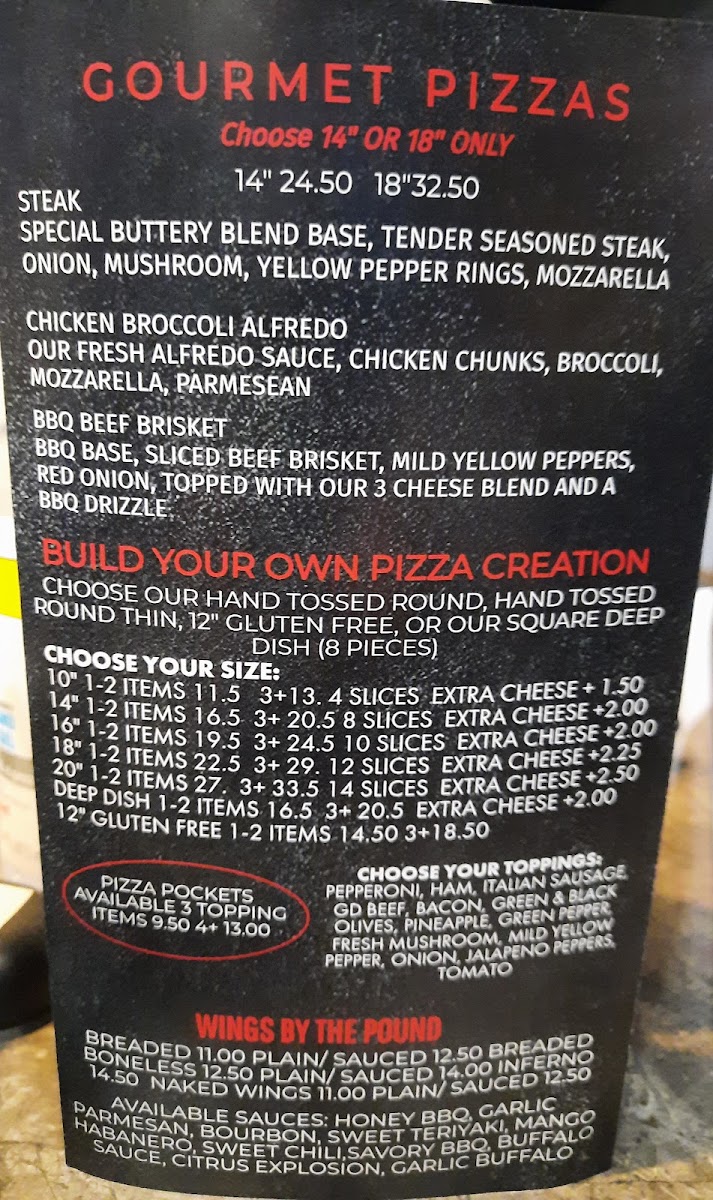 GOURMET PIZZAS
Choose 14" OR 18" ONLY
14" 24.50 18"32.50
STEAK
SPECIAL BUTTERY BLEND BASE, TENDER SEASONED STEAK,
ONION, MUSHROOM, YELLOW PEPPER RINGS, MOZZARELLA
CHICKEN BROCCOLI ALFREDO
OUR FRESH ALFREDO SAUCE, CHICKEN CHUNKS, BROCCOLI,
MOZZARELLA, PARMESEAN
BBQ BEEF BRISKET
BBQ BASE, SLICED BEEF BRISKET, MILD YELLOW PEPPERS,
RED ONION, TOPPED WITH OUR 3 CHEESE BLEND AND A
BBQ DRIZZLE.
BUILD YOUR OWN PIZZA CREATION
CHOOSE OUR HAND TOSSED ROUND, HAND TOSSED
ROUND THIN, 12" GLUTEN FREE, OR OUR SQUARE DEEP
DISH (8 PIECES)
CHOOSE YOUR SIZE:
10" 1-2 ITEMS 11.5 3+13. 4 SLICES EXTRA CHEESE + 1.50
14" 1-2 ITEMS 16.5 3+ 20.5 8 SLICES EXTRA CHEESE +2.00
16" 1-2 ITEMS 19.5 3+ 24.5 10 SLICES EXTRA CHEESE +2.00
18" 1-2 ITEMS 22.5 3+ 29. 12 SLICES EXTRA CHEESE +2.25
20" 1-2 ITEMS 27. 3+ 33.5 14 SLICES EXTRA CHEESE +2.50
DEEP DISH 1-2 ITEMS 16.5 3+ 20.5 EXTRA CHEESE +2.00
12" GLUTEN FREE 1-2 ITEMS 14.50 3+18.50
PIZZA POCKETS
AVAILABLE 3 TOPPING
ITEMS 9.50 4+ 13.00
CHOOSE YOUR TOPPINGS:
PEPPERONI, HAM, ITALIAN SAUSAGE,
GD BEEF, BACON, GREEN & BLACK
OLIVES, PINEAPPLE, GREEN PEPPER,
FRESH MUSHROOM, MILD YELLOW
PEPPER, ONION, JALAPENO PEPPERS,
TOMATO
WINGS BY THE POUND
BREADED 11.00 PLAIN/ SAUCED 12.50 BREADED
BONELESS 12.50 PLAIN/ SAUCED 14.00 INFERNO
14.50 NAKED WINGS 11.00 PLAIN/ SAUCED 12.50
AVAILABLE SAUCES: HONEY BBQ, GARLIC
PARMESAN, BOURBON, SWEET TERIYAKI, MANGO
HABANERO, SWEET CHILI,SAVORY BBQ, BUFFALO
SAUCE, CITRUS EXPLOSION, GARLIC BUFFALO